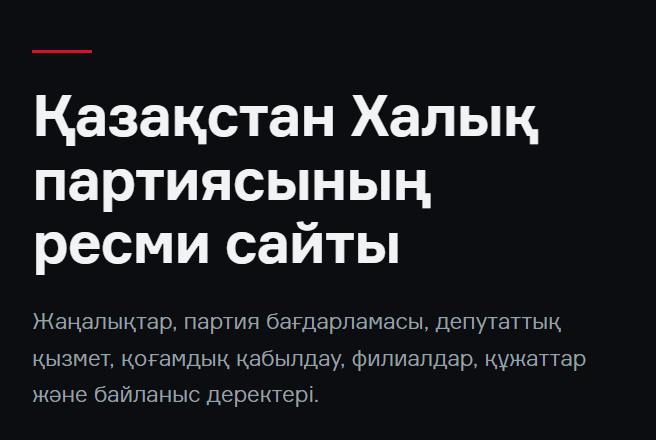 Қазақстан Халық
партиясының
ресми сайты
Жаңалықтар, партия бағдарламасы, депутаттық
қызмет, қоғамдық қабылдау, филиалдар, құжаттар
және байланыс деректері.